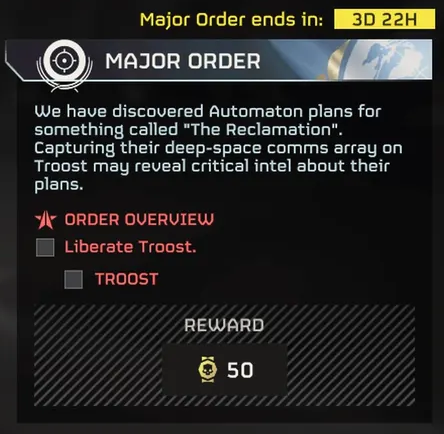 Major Order ends in: 3D 22H
MAJOR ORDER
We have discovered Automaton plans for
something called "The Reclamation".
Capturing their deep-space comms array on
Troost may reveal critical intel about their
plans.
ORDER OVERVIEW
Liberate Troost.
TROOST
REWARD
50